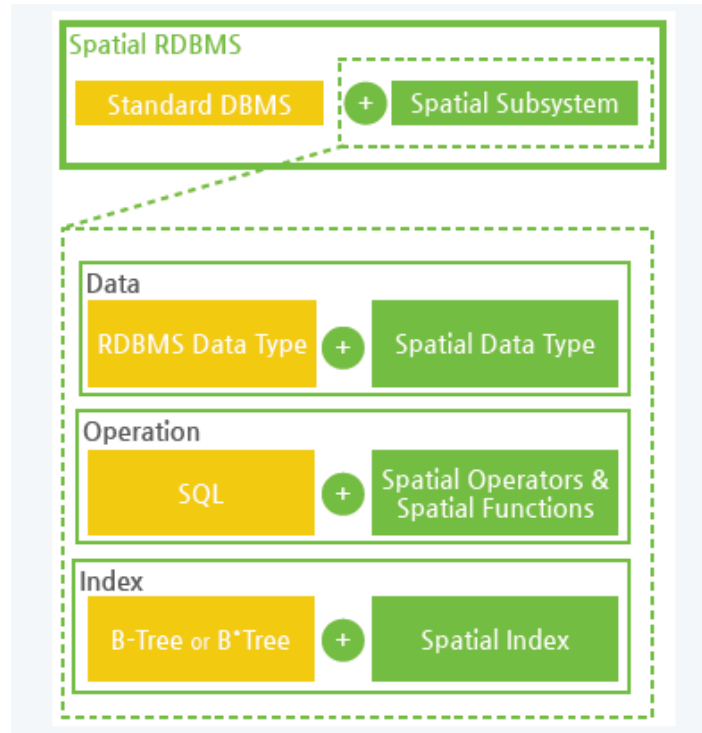 Spatial RDBMS
Standard DBMS + Spatial Subsystem
Data
RDBMS Data Type + Spatial Data Type
Operation
SQL + Spatial Operators &
Spatial Functions
Index
B-Tree or B*Tree + Spatial Index